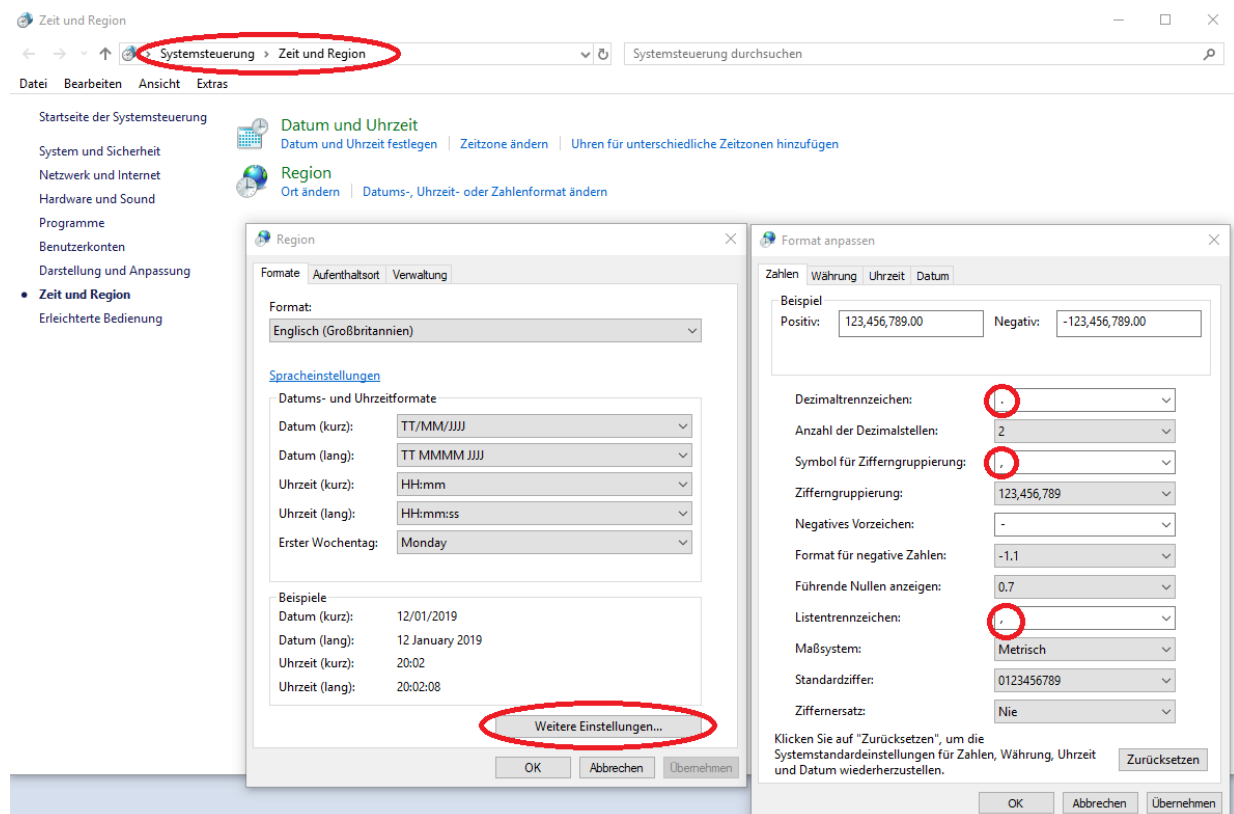 Zeit und Region
Systemsteuerung > Zeit und Region
Systemsteuerung durchsuchen
Datei Bearbeiten Ansicht Extras
Startseite der Systemsteuerung
System und Sicherheit
Netzwerk und Internet
Hardware und Sound
Programme
Benutzerkonten
Darstellung und Anpassung
Zeit und Region
Erleichterte Bedienung
Datum und Uhrzeit
Datum und Uhrzeit festlegen | Zeitzone ändern | Uhren für unterschiedliche Zeitzonen hinzufügen
Region
Ort ändern | Datums-, Uhrzeit- oder Zahlenformat ändern
Region
Formate Aufenthaltsort Verwaltung
Format:
Englisch (Großbritannien)
Spracheinstellungen
Datums- und Uhrzeitformate
Datum (kurz): TT/MM/JJJJ
Datum (lang): TT MMMM JJJJ
Uhrzeit (kurz): HH:mm
Uhrzeit (lang): HH:mm:ss
Erster Wochentag: Monday
Beispiele
Datum (kurz): 12/01/2019
Datum (lang): 12 January 2019
Uhrzeit (kurz): 20:02
Uhrzeit (lang): 20:02:08
Weitere Einstellungen...
OK Abbrechen Übernehmen
Format anpassen
Zahlen Währung Uhrzeit Datum
Beispiel
Positiv: 123,456,789.00 Negativ: -123,456,789.00
Dezimaltrennzeichen: .
Anzahl der Dezimalstellen: 2
Symbol für Zifferngruppierung: ,
Zifferngruppierung: 123,456,789
Negatives Vorzeichen: -
Format für negative Zahlen: -1.1
Führende Nullen anzeigen: 0.7
Listentrennzeichen: ,
Maßsystem: Metrisch
Standardziffer: 0123456789
Ziffernersatz: Nie
Klicken Sie auf "Zurücksetzen", um die
Systemstandardeinstellungen für Zahlen, Währung, Uhrzeit
und Datum wiederherzustellen.
Zurücksetzen
OK Abbrechen Übernehmen